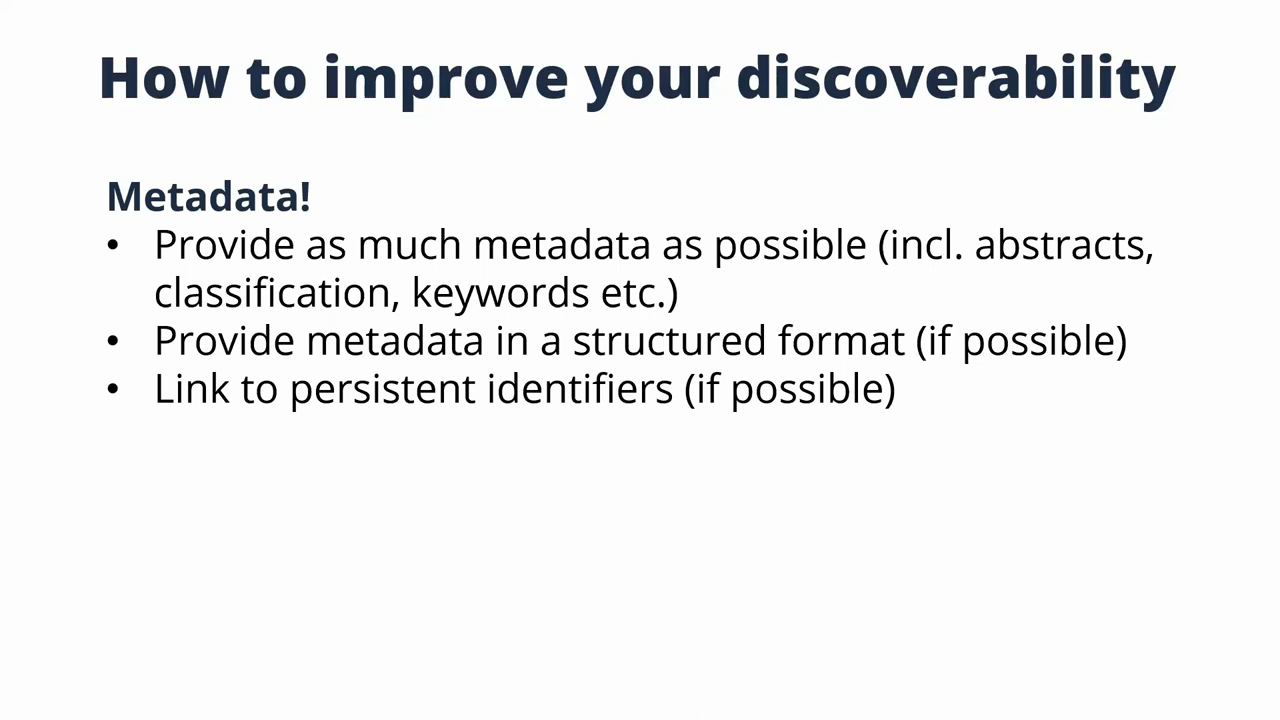 How to improve your discoverability
Metadata!
• Provide as much metadata as possible (incl. abstracts,
classification, keywords etc.)
• Provide metadata in a structured format (if possible)
• Link to persistent identifiers (if possible)